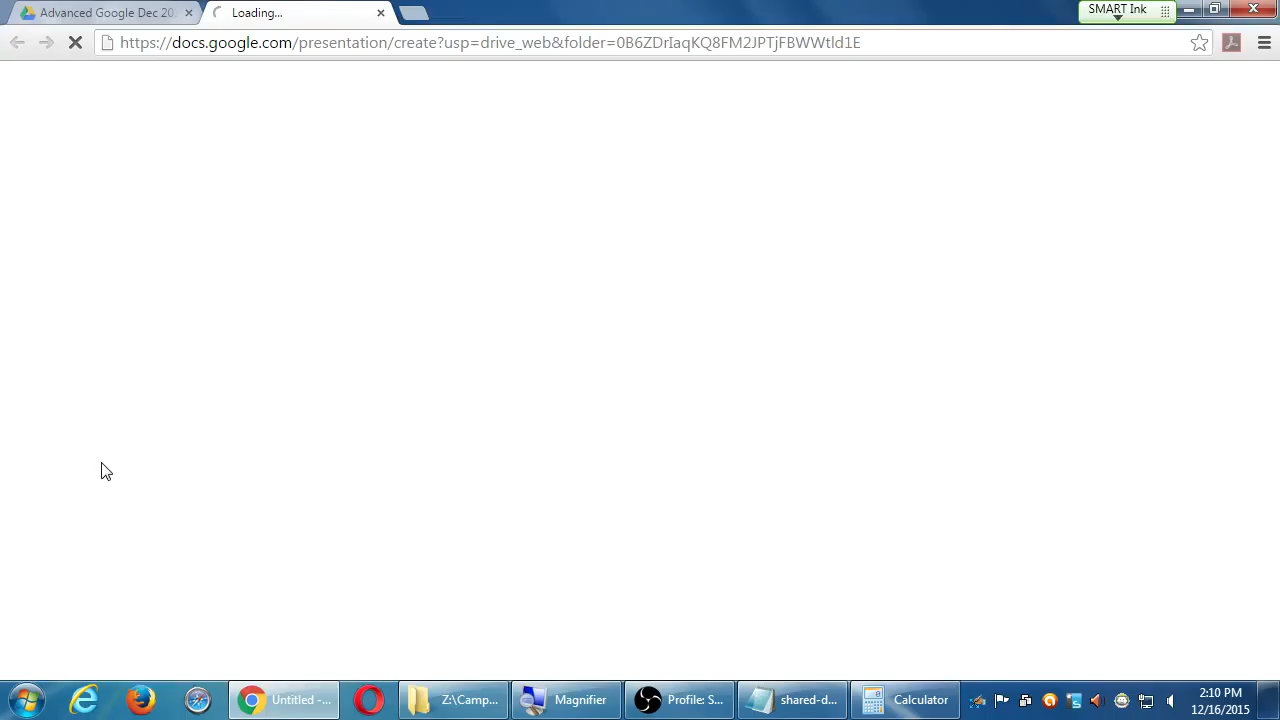 Advanced Google Dec 20
Loading...
SMART Ink
https://docs.google.com/presentation/create?usp=drive_web&folder=0B6ZDrIaqKQ8FM2JPTjFBWWtld1E
Untitled -...
Z:\Camp...
Magnifier
Profile: S...
shared-d...
Calculator
2:10 PM
12/16/2015